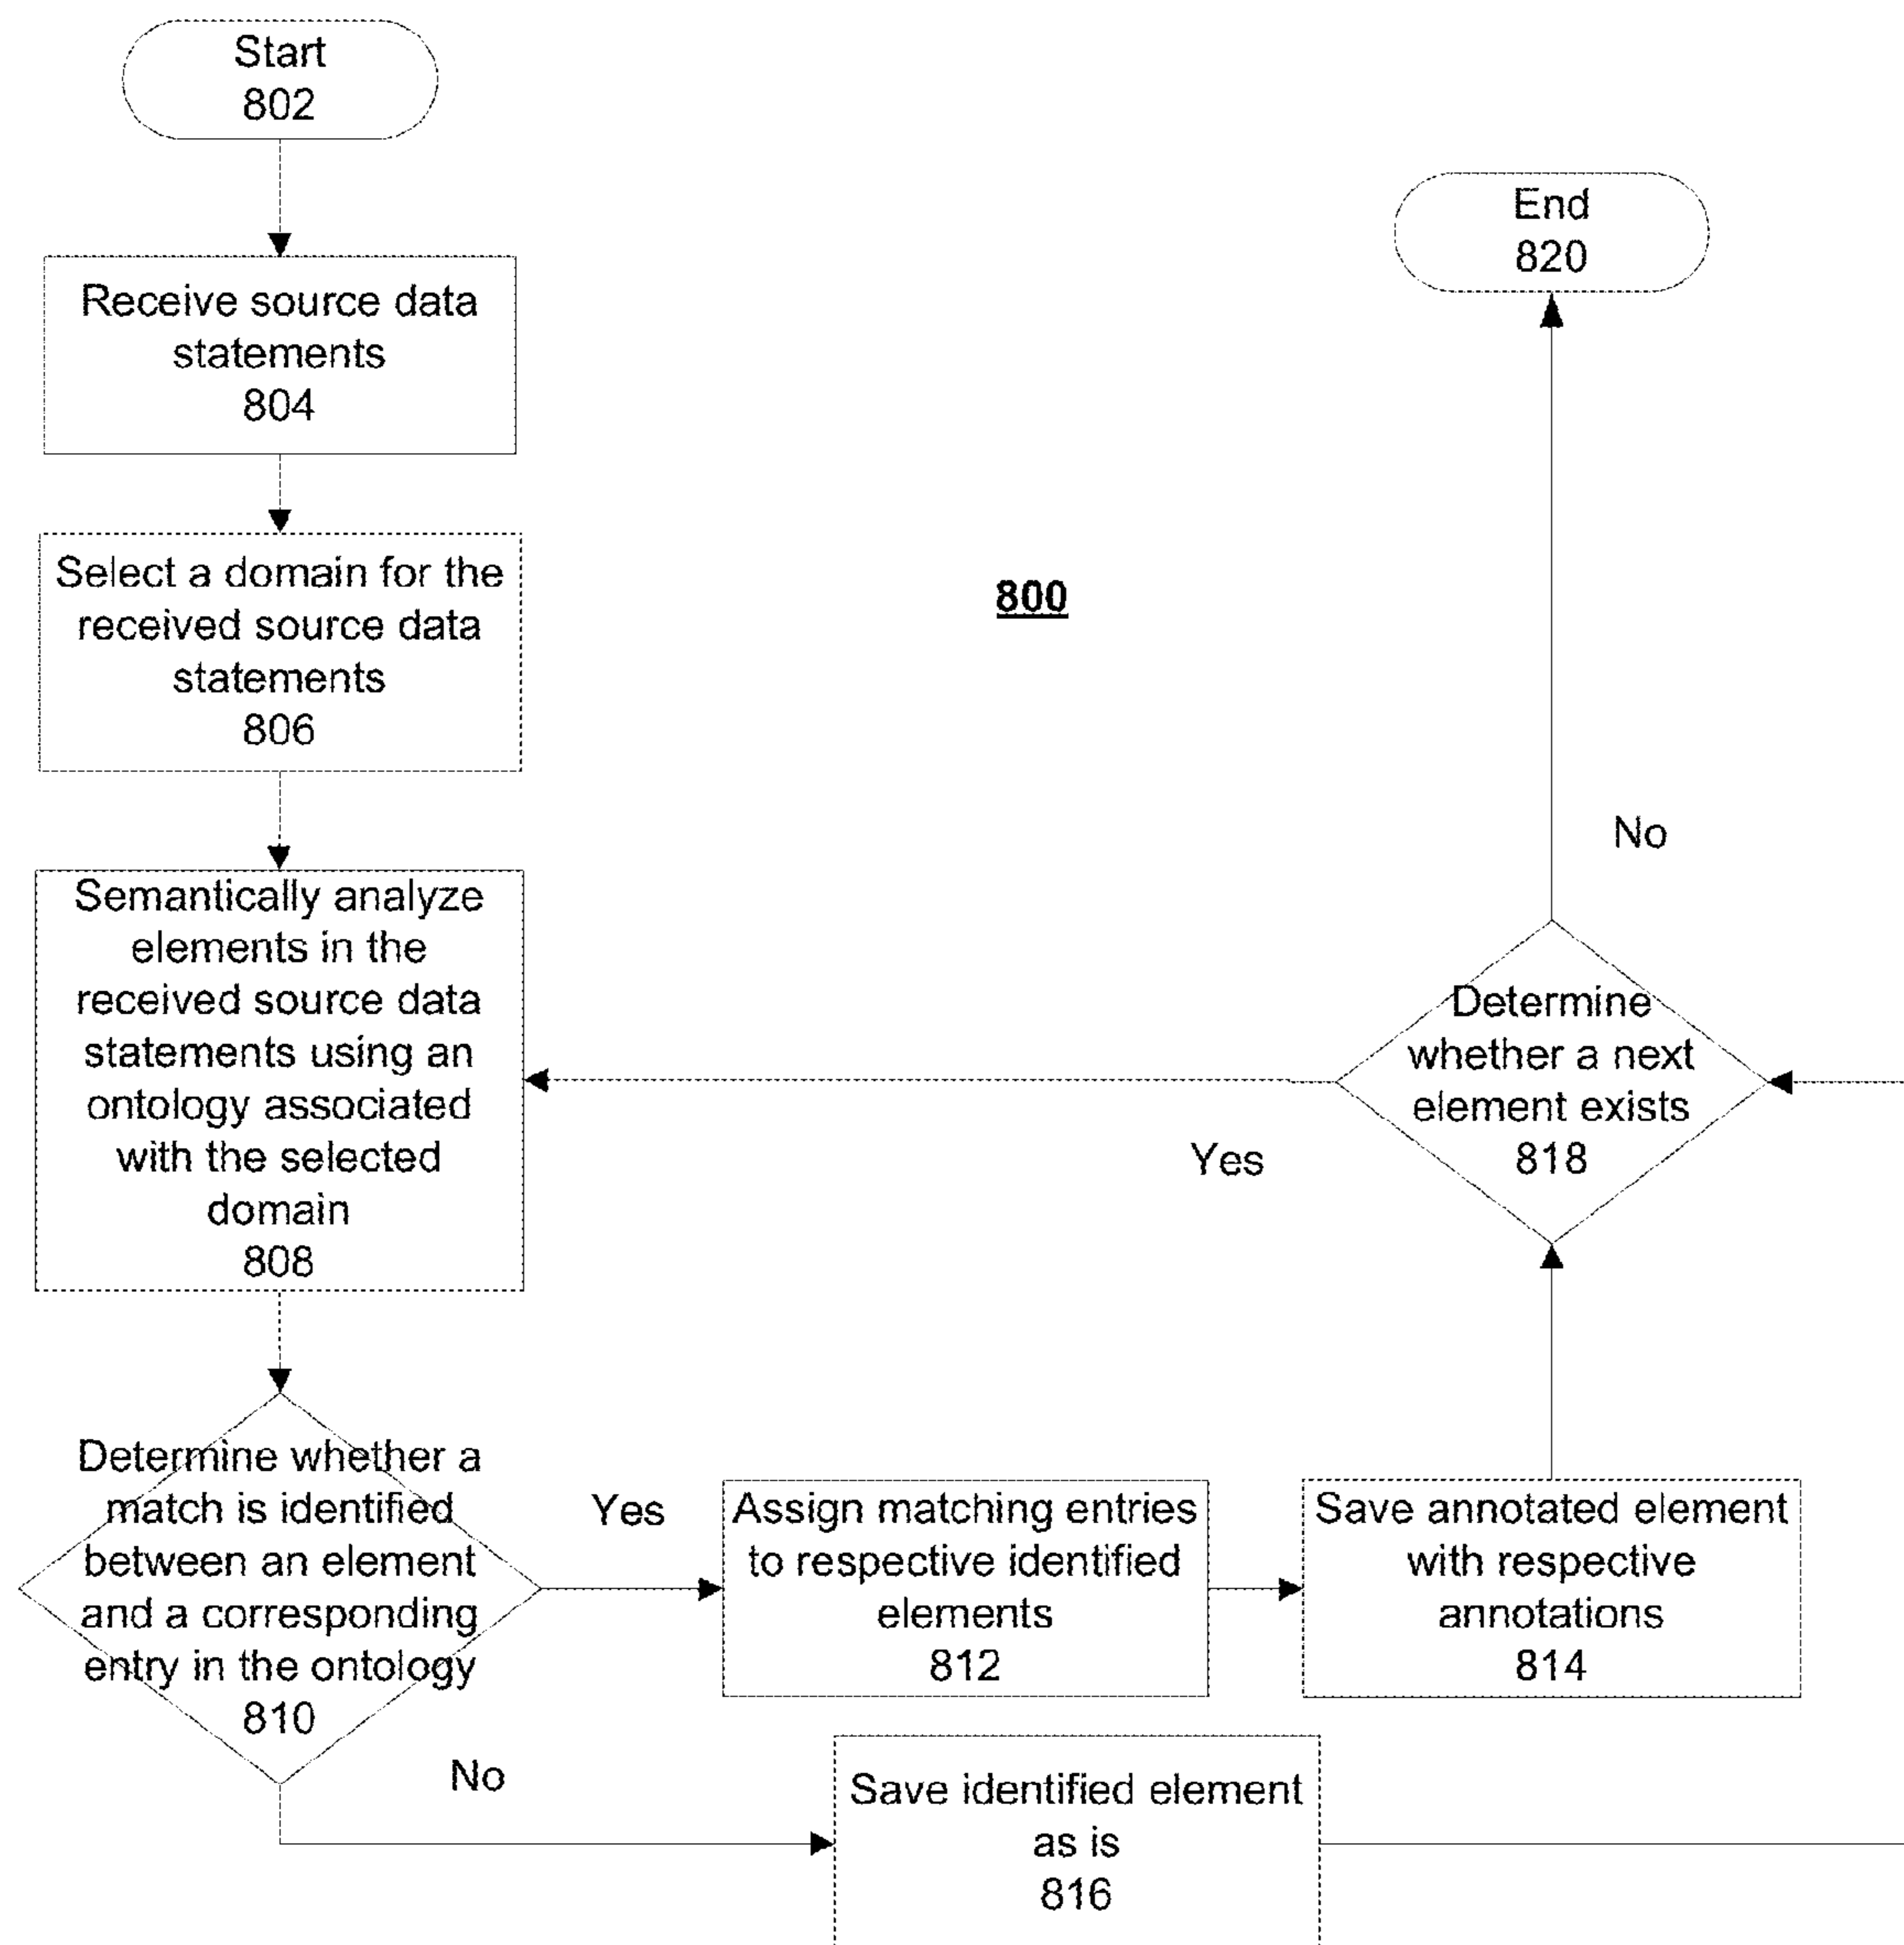 Start
802
Receive source data
statements
804
Select a domain for the
received source data
statements
806
800
Semantically analyze
elements in the
received source data
statements using an
ontology associated
with the selected
domain
808
Determine whether a
match is identified
between an element
and a corresponding
entry in the ontology
810
Yes
Assign matching entries
to respective identified
elements
812
Save annotated element
with respective
annotations
814
No
Save identified element
as is
816
Determine
whether a next
element exists
818
Yes
No
End
820